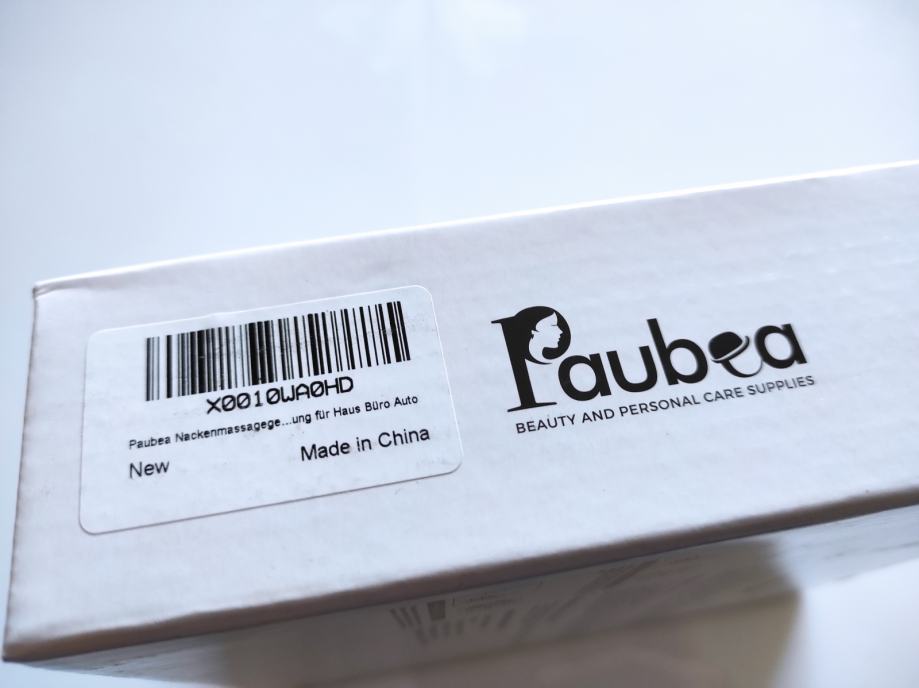 X0010WA0HD
Paubea Nackenmassagege...ung für Haus Büro Auto
New
Made in China
Paubea
BEAUTY AND PERSONAL CARE SUPPLIES